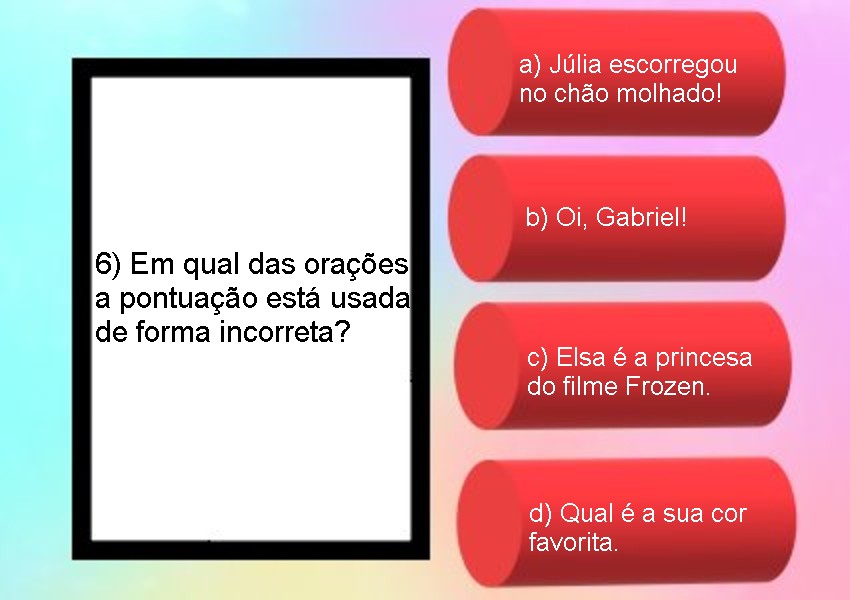 6) Em qual das orações
a pontuação está usada
de forma incorreta?
a) Júlia escorregou
no chão molhado!
b) Oi, Gabriel!
c) Elsa é a princesa
do filme Frozen.
d) Qual é a sua cor
favorita.